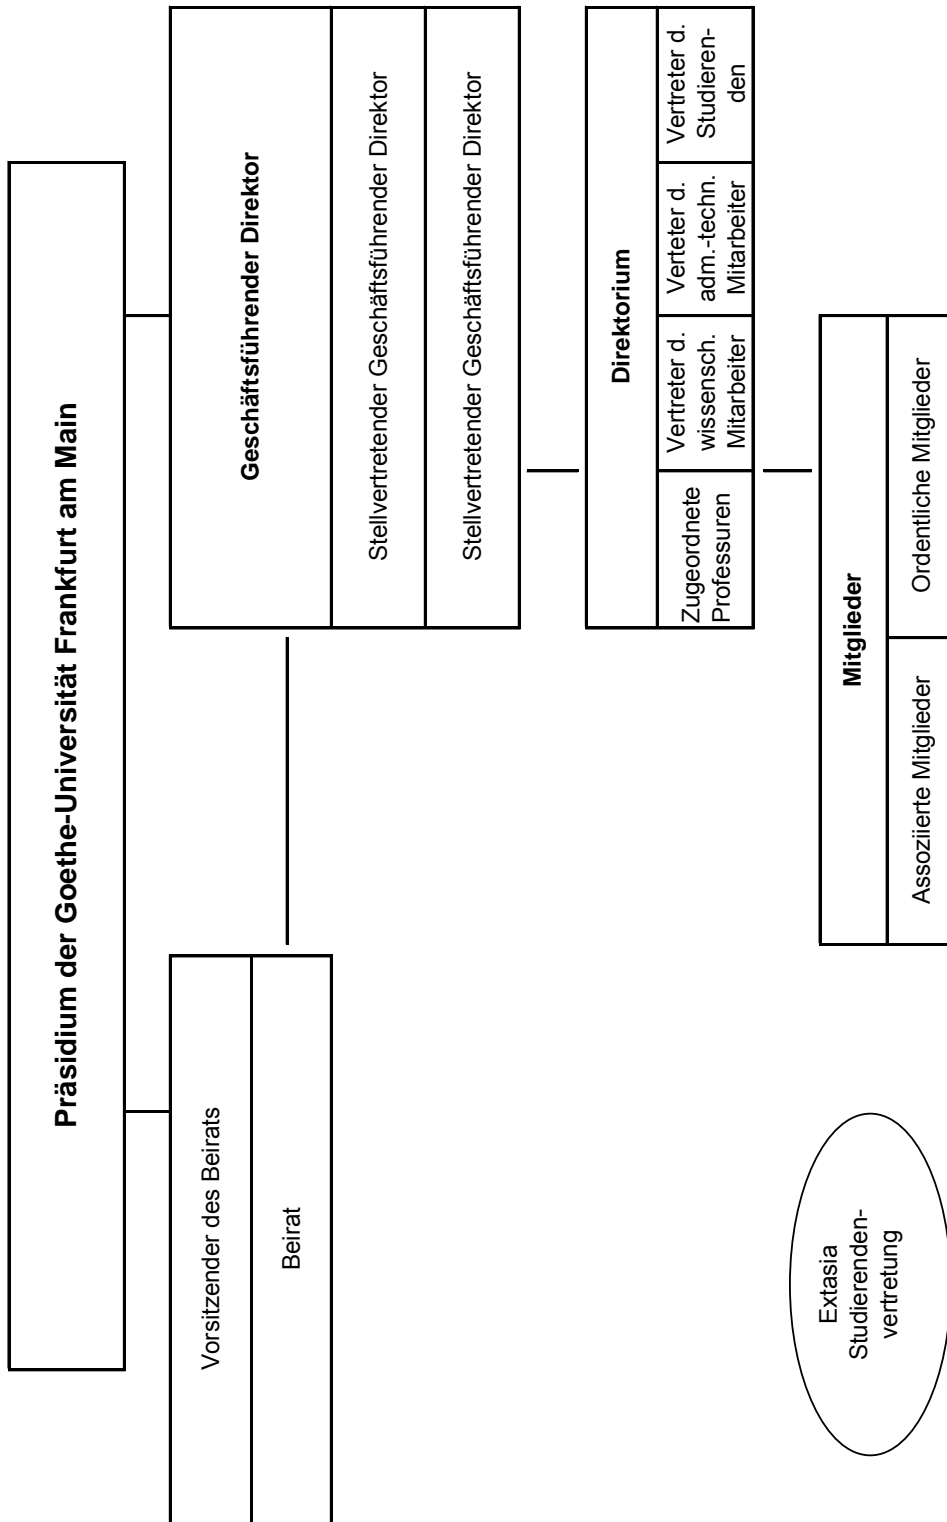 Präsidium der Goethe-Universität Frankfurt am Main
Vorsitzender des Beirats
Beirat
Geschäftsführender Direktor
Stellvertretender Geschäftsführender Direktor
Stellvertretender Geschäftsführender Direktor
Direktorium
Zugeordnete
Professuren
Vertreter d.
wissensch.
Mitarbeiter
Verteter d.
adm.-techn.
Mitarbeiter
Vertreter d.
Studieren-
den
Mitglieder
Assoziierte Mitglieder
Ordentliche Mitglieder
Extasia
Studierenden-
vertretung